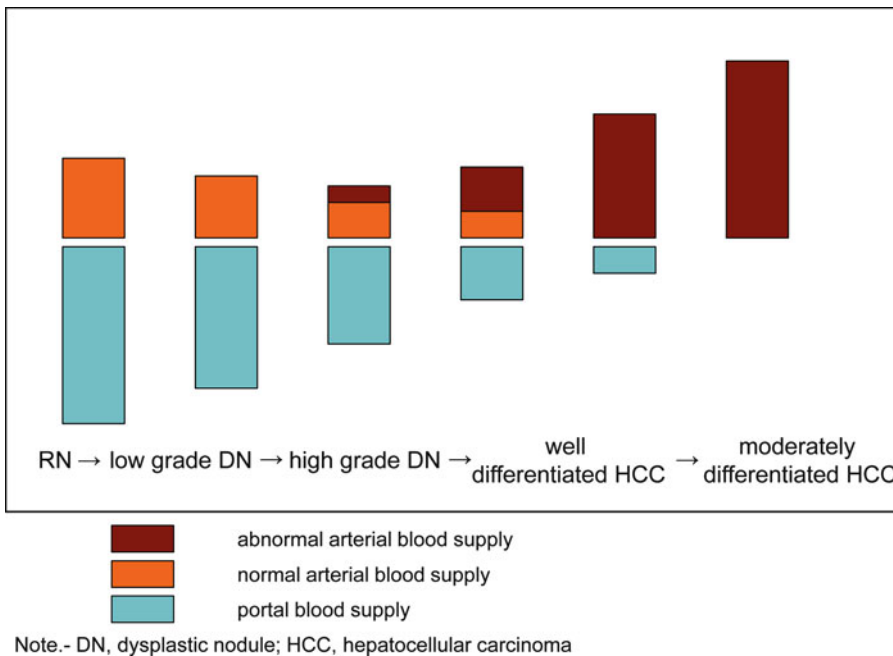 RN → low grade DN → high grade DN → well differentiated HCC → moderately differentiated HCC
abnormal arterial blood supply
normal arterial blood supply
portal blood supply
Note.- DN, dysplastic nodule; HCC, hepatocellular carcinoma